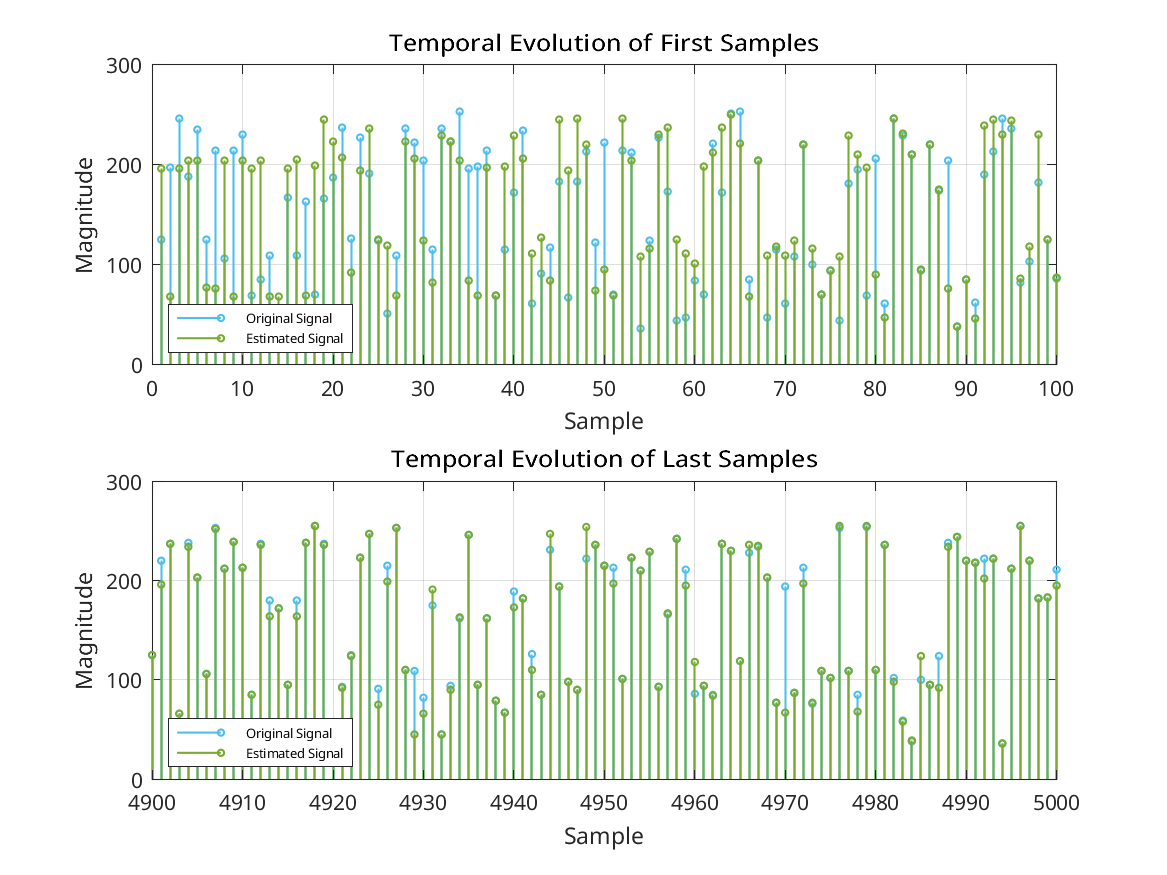 Temporal Evolution of First Samples
300
200
100
0
Magnitude
Original Signal
Estimated Signal
0 10 20 30 40 50 60 70 80 90 100
Sample
Temporal Evolution of Last Samples
300
200
100
0
Magnitude
Original Signal
Estimated Signal
4900 4910 4920 4930 4940 4950 4960 4970 4980 4990 5000
Sample